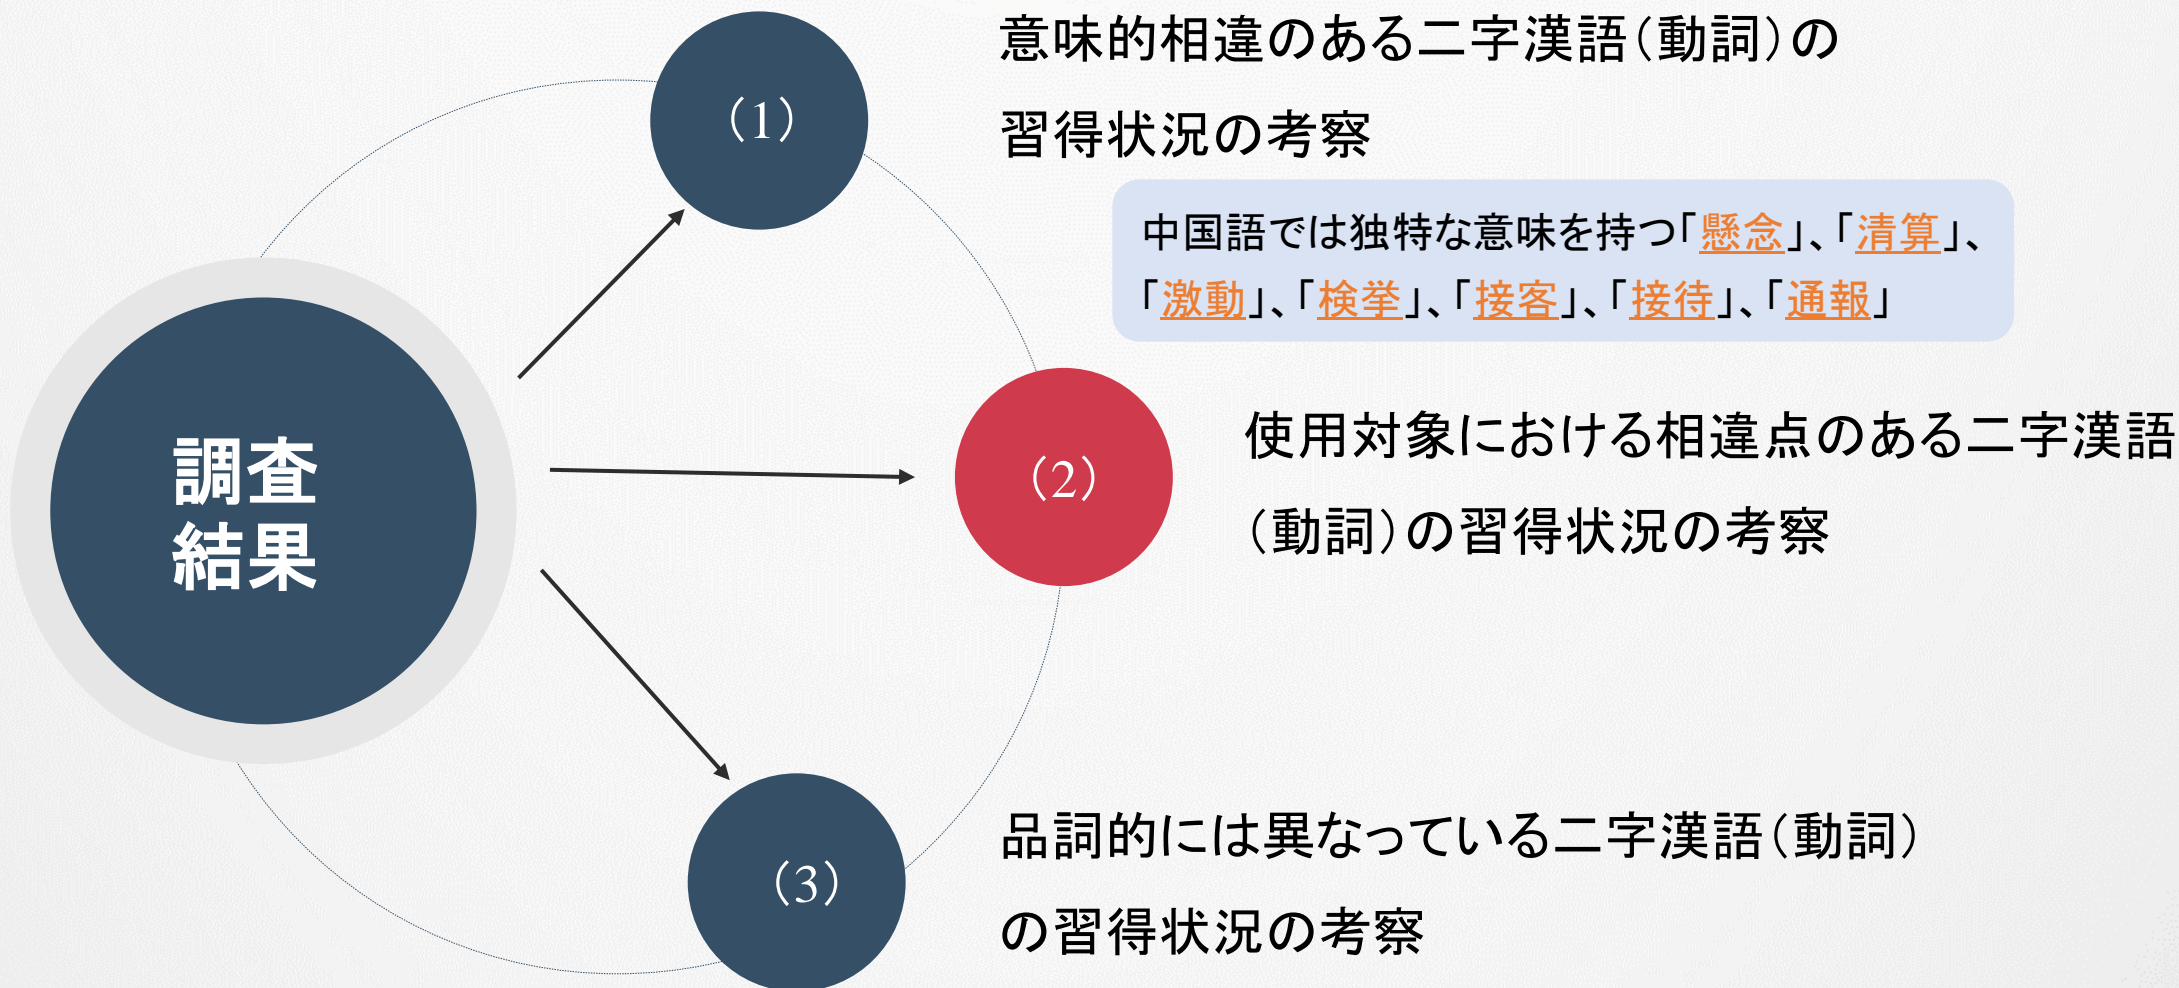 調査
結果
（1）
意味的相違のある二字漢語（動詞）の
習得状況の考察
中国語では独特な意味を持つ「懸念」、「清算」、
「激動」、「検挙」、「接客」、「接待」、「通報」
（2）
使用対象における相違点のある二字漢語
（動詞）の習得状況の考察
（3）
品詞的には異なっている二字漢語（動詞）
の習得状況の考察